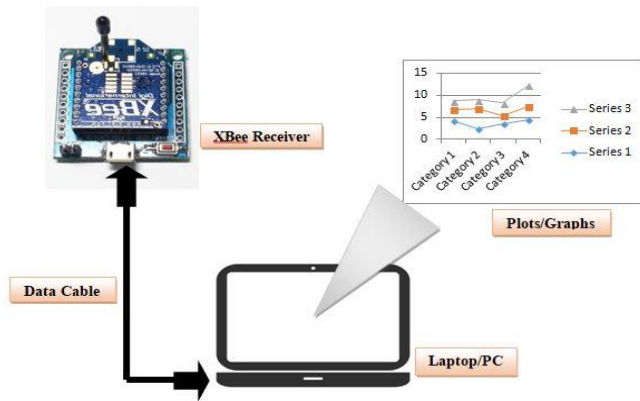 XBee
XBee Receiver
15
10
5
0
Category 1
Category 2
Category 3
Category 4
Series 3
Series 2
Series 1
Plots/Graphs
Data Cable
Laptop/PC